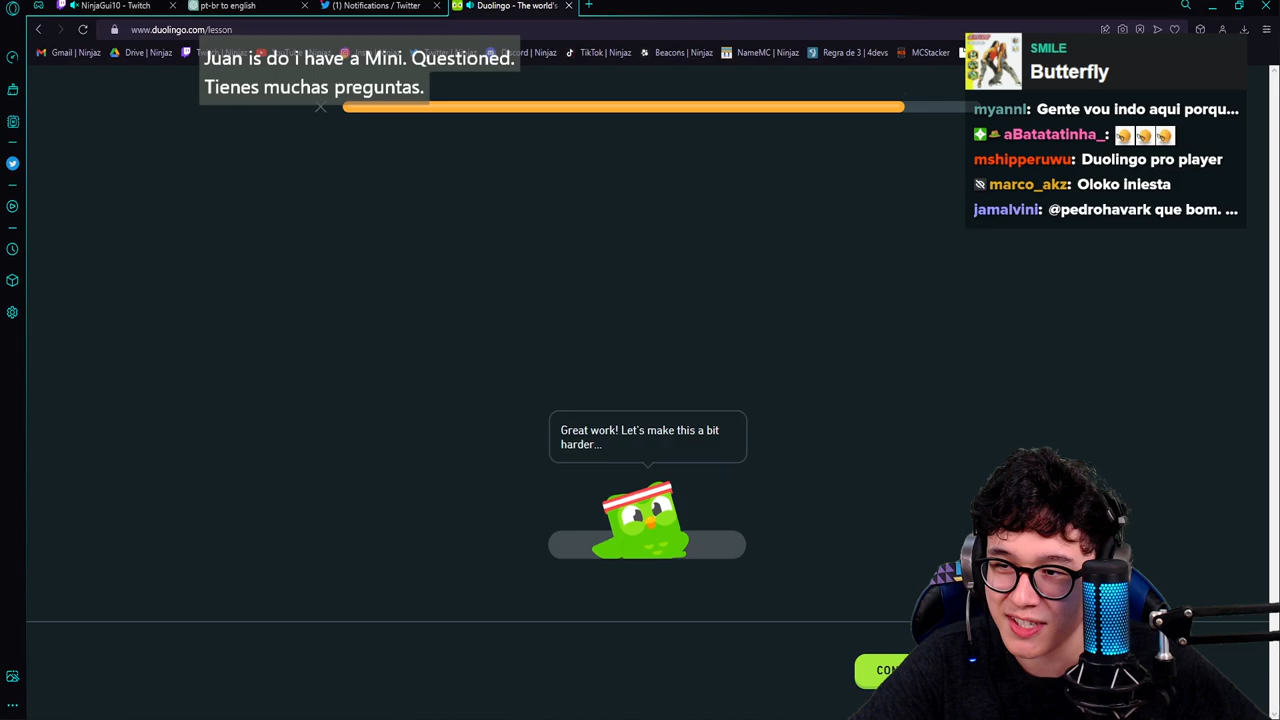 NinjaGui10 - Twitch
pt-br to english
(1) Notifications / Twitter
Duolingo - The world's
www.duolingo.com/lesson
Gmail | Ninjaz
Drive | Ninjaz
Discord | Ninjaz
TikTok | Ninjaz
Beacons | Ninjaz
NameMC | Ninjaz
Regra de 3 | 4devs
MCStacker
Juan is do i have a Mini. Questioned.
Tienes muchas preguntas.
SMILE
Butterfly
myannl: Gente vou indo aqui porqu...
aBatatatinha_:
mshipperuwu: Duolingo pro player
marco_akz: Oloko iniesta
jamalvini: @pedrohavark que bom. ...
Great work! Let's make this a bit
harder...